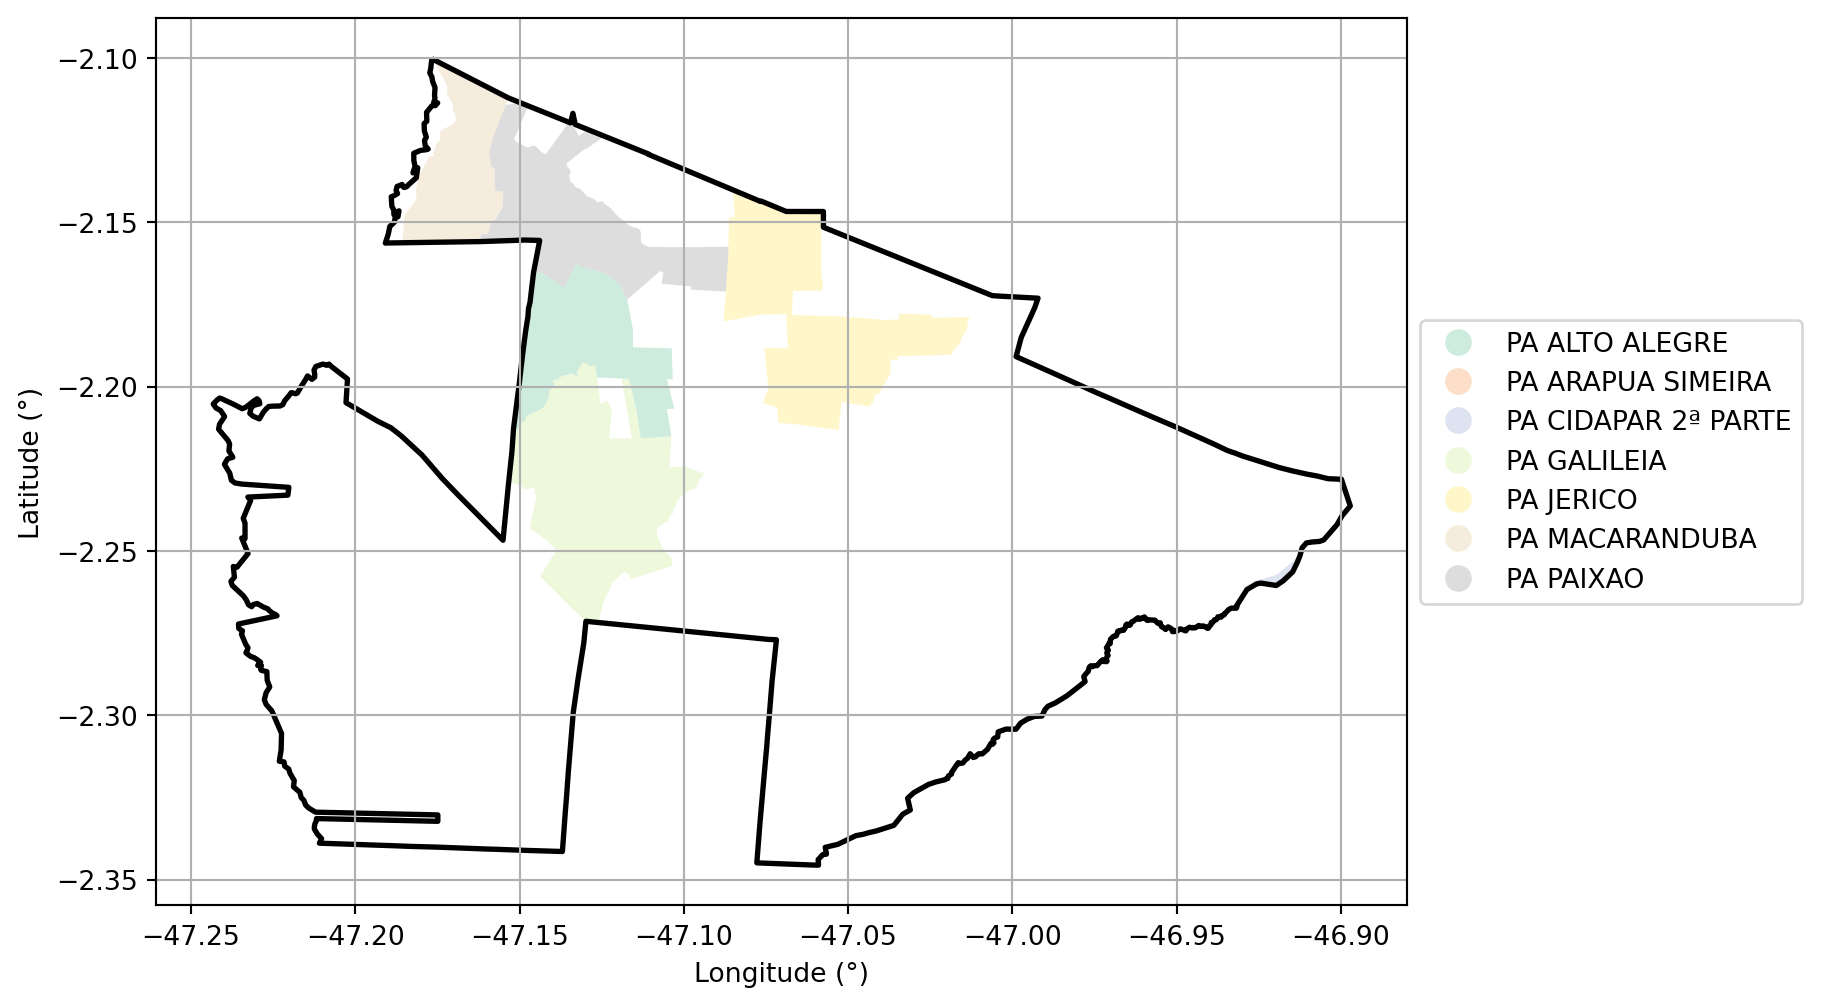 −2.10
−2.15
−2.20
−2.25
−2.30
−2.35
Latitude (°)
−47.25 −47.20 −47.15 −47.10 −47.05 −47.00 −46.95 −46.90
Longitude (°)
PA ALTO ALEGRE
PA ARAPUA SIMEIRA
PA CIDAPAR 2ª PARTE
PA GALILEIA
PA JERICO
PA MACARANDUBA
PA PAIXAO